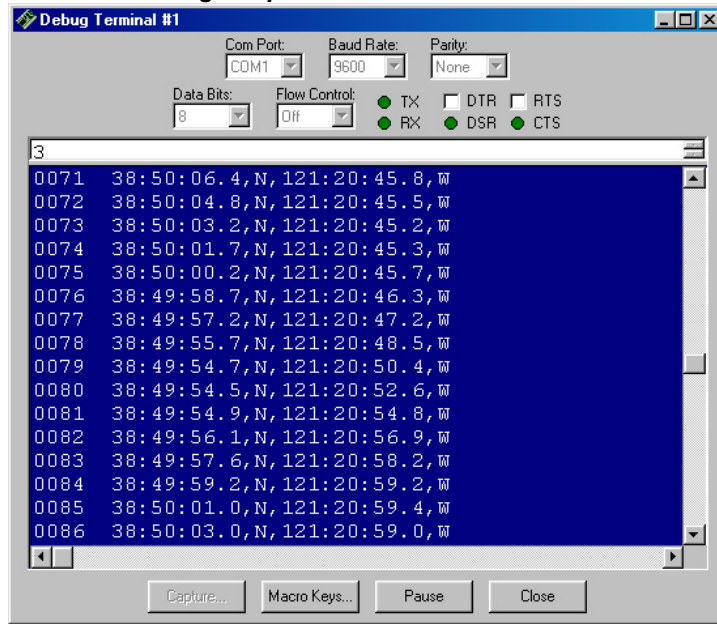 Debug Terminal #1
Com Port: Baud Rate: Parity:
COM1 9600 None
Data Bits: Flow Control: TX DTR RTS
8 Off RX DSR CTS
3
0071 38:50:06.4,N,121:20:45.8,W
0072 38:50:04.8,N,121:20:45.5,W
0073 38:50:03.2,N,121:20:45.2,W
0074 38:50:01.7,N,121:20:45.3,W
0075 38:50:00.2,N,121:20:45.7,W
0076 38:49:58.7,N,121:20:46.3,W
0077 38:49:57.2,N,121:20:47.2,W
0078 38:49:55.7,N,121:20:48.5,W
0079 38:49:54.7,N,121:20:50.4,W
0080 38:49:54.5,N,121:20:52.6,W
0081 38:49:54.9,N,121:20:54.8,W
0082 38:49:56.1,N,121:20:56.9,W
0083 38:49:57.6,N,121:20:58.2,W
0084 38:49:59.2,N,121:20:59.2,W
0085 38:50:01.0,N,121:20:59.4,W
0086 38:50:03.0,N,121:20:59.0,W
Capture... Macro Keys... Pause Close